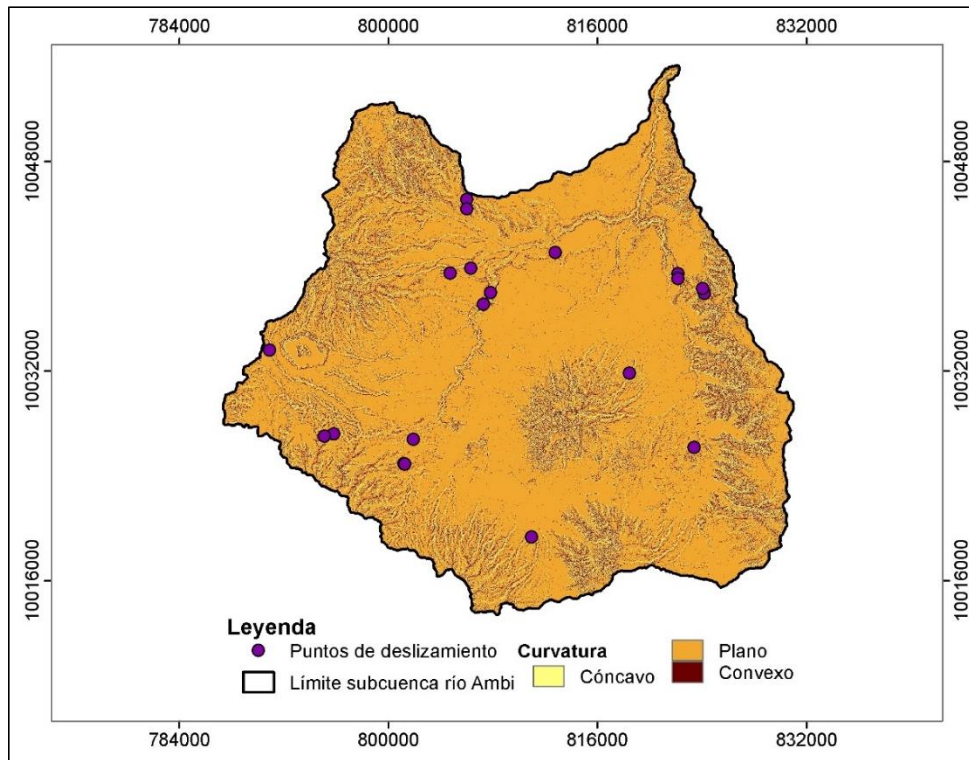 784000 800000 816000 832000
10048000 10048000
10032000 10032000
10016000 10016000
Leyenda
Puntos de deslizamiento Curvatura Plano
Límite subcuenca río Ambi Cóncavo Convexo
784000 800000 816000 832000